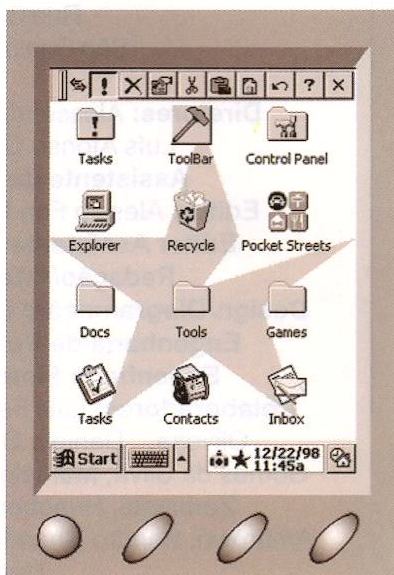 ! ?
Tasks ToolBar Control Panel
Explorer Recycle Pocket Streets
Docs Tools Games
Tasks Contacts Inbox
Start 12/22/98
11:45a